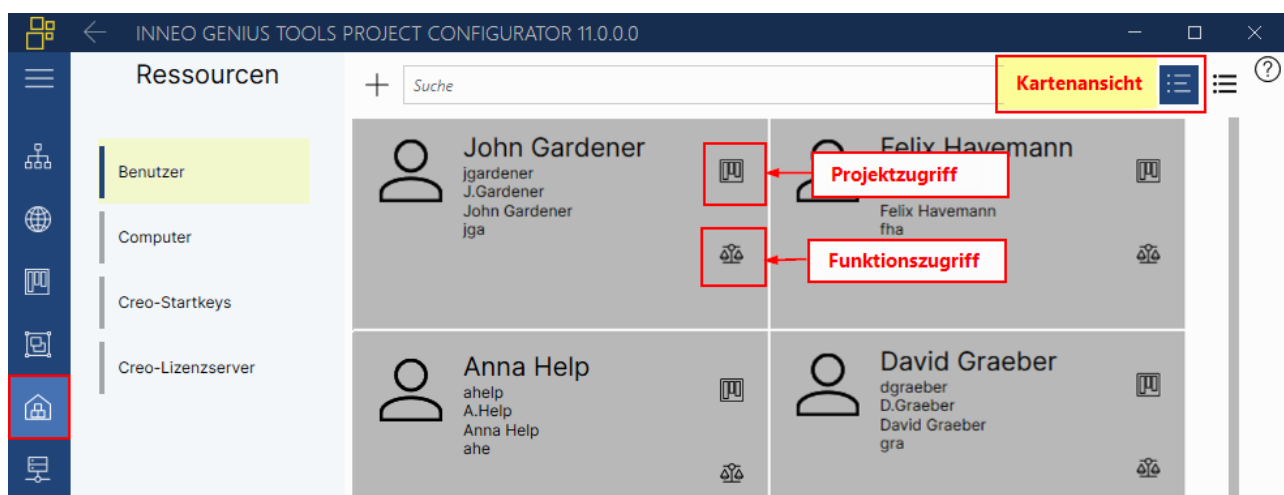 INNEO GENIUS TOOLS PROJECT CONFIGURATOR 11.0.0.0
Ressourcen
Suche
Kartenansicht
Benutzer
Computer
Creo-Startkeys
Creo-Lizenzserver
John Gardener
jgardener
J.Gardener
John Gardener
jga
Projektzugriff
Funktionszugriff
Felix Havemann
Felix Havemann
fha
Anna Help
ahelp
A.Help
Anna Help
ahe
David Graeber
dgraeber
D.Graeber
David Graeber
gra